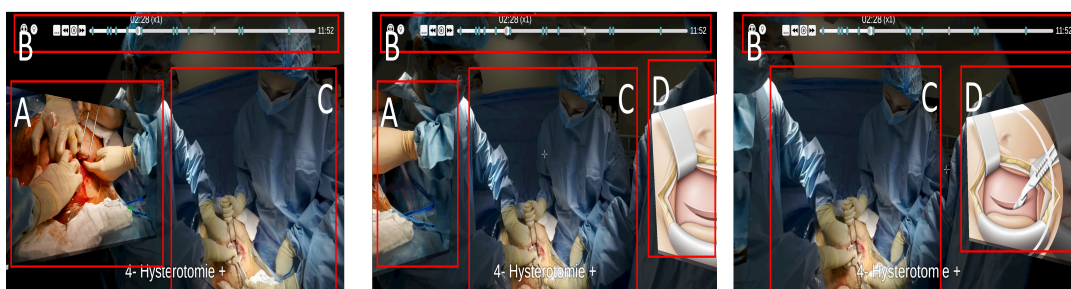 02:28 (x1)
11:52
B
A
C
4- Hysterotomie +
02:28 (x1)
11:52
B
A
C
D
4- Hysterotomie +
02:28 (x1)
11:52
B
C
D
4- Hysterotom e +